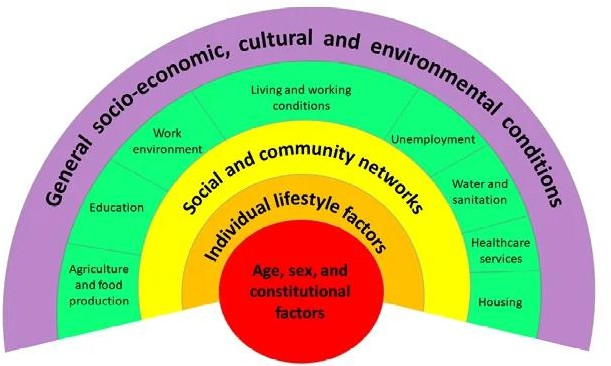 General socio-economic, cultural and environmental conditions
Living and working
conditions
Work
environment
Unemployment
Education
Water and
sanitation
Agriculture
and food
production
Healthcare
services
Housing
Social and community networks
Individual lifestyle factors
Age, sex, and
constitutional
factors